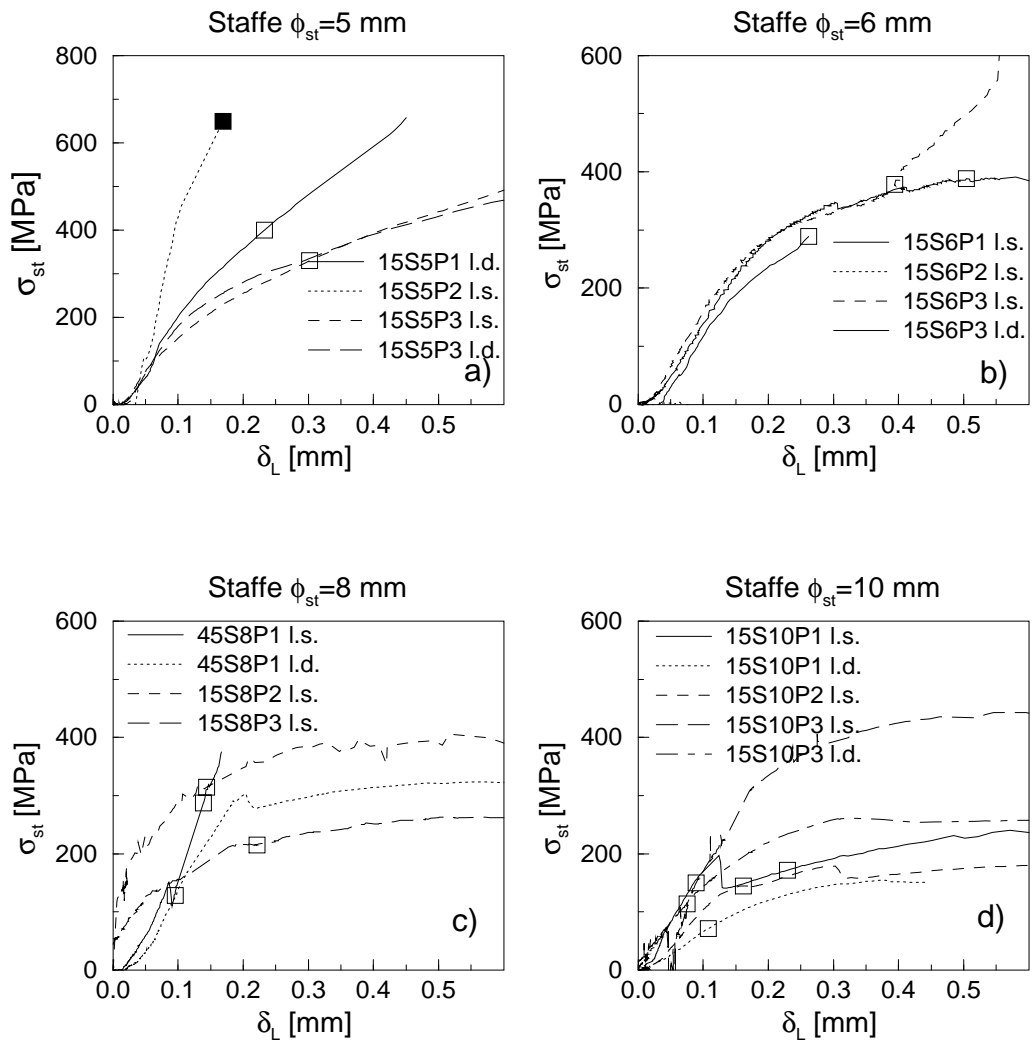 Staffe ϕst=5 mm
800
600
400
200
0
σst [MPa]
15S5P1 l.d.
15S5P2 l.s.
15S5P3 l.s.
15S5P3 l.d.
a)
0.0 0.1 0.2 0.3 0.4 0.5
δL [mm]
Staffe ϕst=6 mm
600
400
200
0
σst [MPa]
15S6P1 l.s.
15S6P2 l.s.
15S6P3 l.s.
15S6P3 l.d.
b)
0.0 0.1 0.2 0.3 0.4 0.5
δL [mm]
Staffe ϕst=8 mm
600
400
200
0
σst [MPa]
45S8P1 l.s.
45S8P1 l.d.
15S8P2 l.s.
15S8P3 l.s.
c)
0.0 0.1 0.2 0.3 0.4 0.5
δL [mm]
Staffe ϕst=10 mm
600
400
200
0
σst [MPa]
15S10P1 l.s.
15S10P1 l.d.
15S10P2 l.s.
15S10P3 l.s.
15S10P3 l.d.
d)
0.0 0.1 0.2 0.3 0.4 0.5
δL [mm]